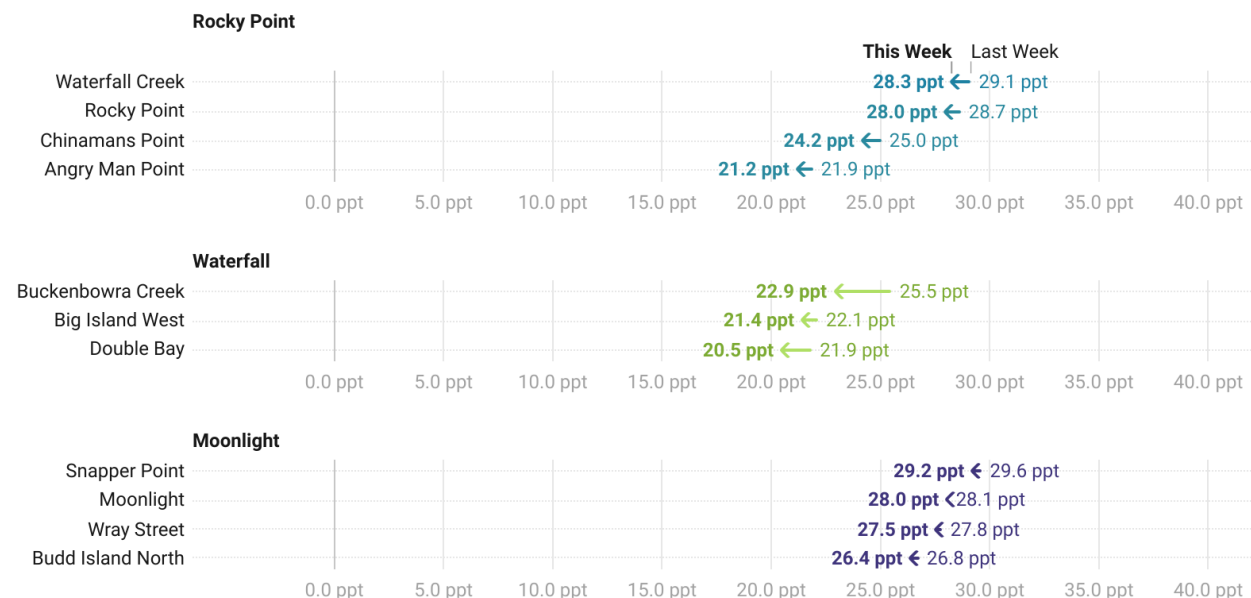 Rocky Point
This Week Last Week
Waterfall Creek 28.3 ppt 29.1 ppt
Rocky Point 28.0 ppt 28.7 ppt
Chinamans Point 24.2 ppt 25.0 ppt
Angry Man Point 21.2 ppt 21.9 ppt
0.0 ppt 5.0 ppt 10.0 ppt 15.0 ppt 20.0 ppt 25.0 ppt 30.0 ppt 35.0 ppt 40.0 ppt
Waterfall
Buckenbowra Creek 22.9 ppt 25.5 ppt
Big Island West 21.4 ppt 22.1 ppt
Double Bay 20.5 ppt 21.9 ppt
0.0 ppt 5.0 ppt 10.0 ppt 15.0 ppt 20.0 ppt 25.0 ppt 30.0 ppt 35.0 ppt 40.0 ppt
Moonlight
Snapper Point 29.2 ppt 29.6 ppt
Moonlight 28.0 ppt 28.1 ppt
Wray Street 27.5 ppt 27.8 ppt
Budd Island North 26.4 ppt 26.8 ppt
0.0 ppt 5.0 ppt 10.0 ppt 15.0 ppt 20.0 ppt 25.0 ppt 30.0 ppt 35.0 ppt 40.0 ppt